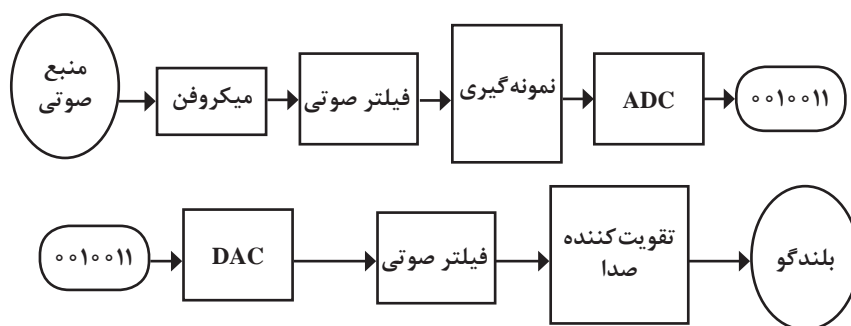 منبع
صوتی
میکروفن
فیلتر صوتی
نمونه‌گیری
ADC
۰۰۱۰۰۱۱
۰۰۱۰۰۱۱
DAC
فیلتر صوتی
تقویت‌کننده
صدا
بلندگو